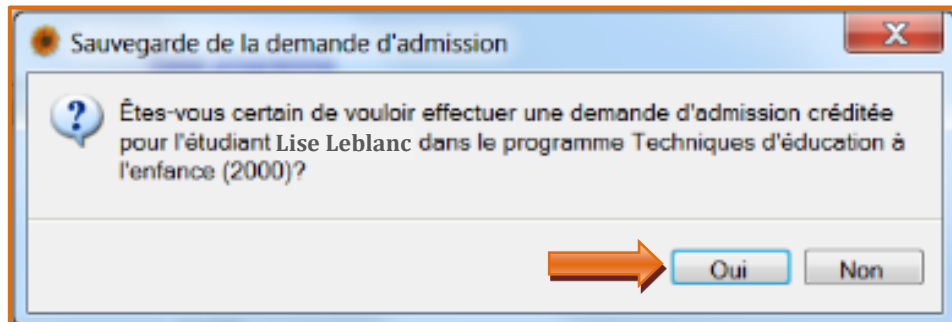 Sauvegarde de la demande d'admission
X
Êtes-vous certain de vouloir effectuer une demande d'admission créditée
pour l'étudiant Lise Leblanc dans le programme Techniques d'éducation à
l'enfance (2000)?
Oui Non